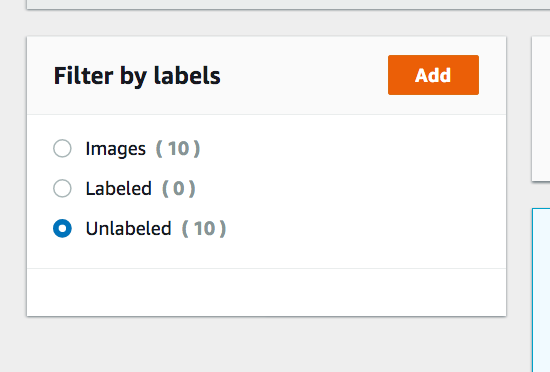 Filter by labels
Add
Images ( 10 )
Labeled ( 0 )
Unlabeled ( 10 )